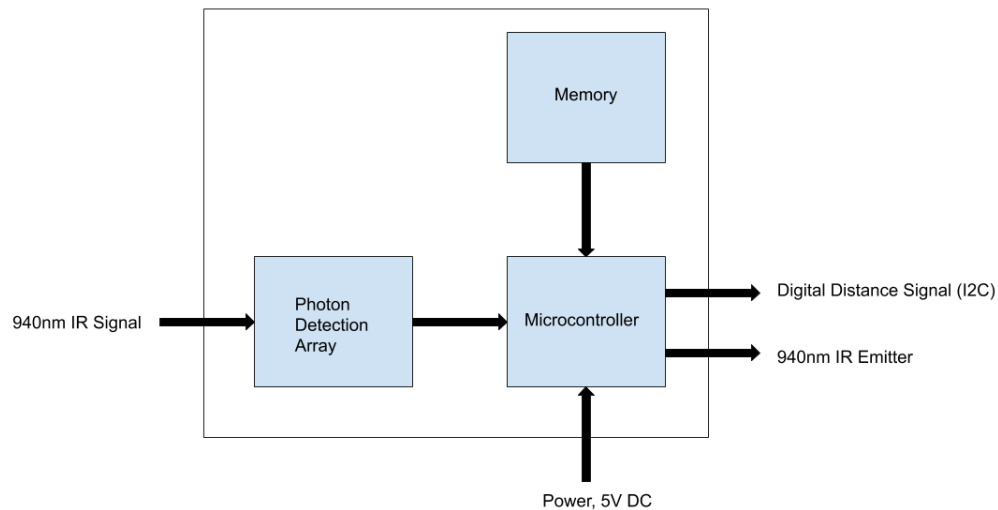 Memory
Photon
Detection
Array
Microcontroller
940nm IR Signal
Digital Distance Signal (I2C)
940nm IR Emitter
Power, 5V DC